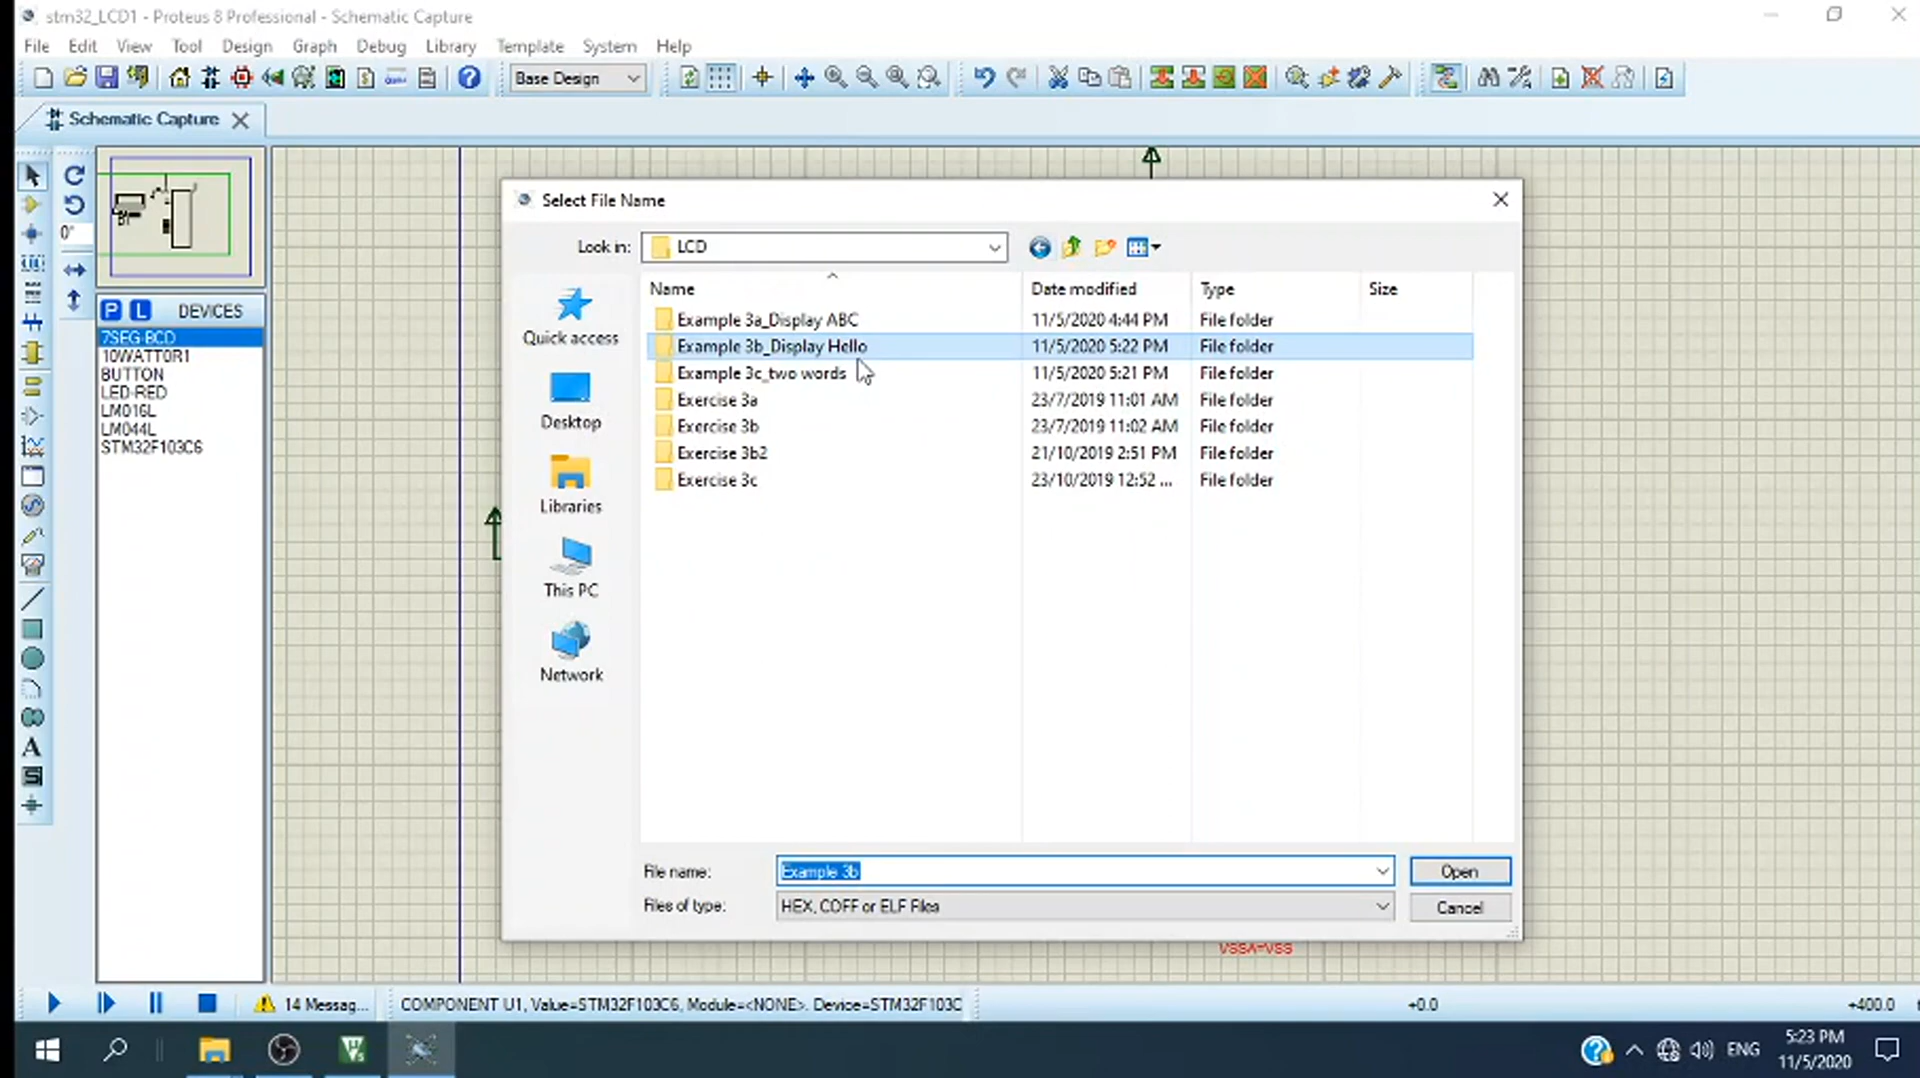 stm32_LCD1 - Proteus 8 Professional - Schematic Capture
File Edit View Tool Design Graph Debug Library Template System Help
Base Design
Schematic Capture
0°
P L DEVICES
7SEG-BCD
10WATT0R1
BUTTON
LED-RED
LM016L
LM044L
STM32F103C6
Select File Name
Look in: LCD
Quick access
Desktop
Libraries
This PC
Network
Name Date modified Type Size
Example 3a_Display ABC 11/5/2020 4:44 PM File folder
Example 3b_Display Hello 11/5/2020 5:22 PM File folder
Example 3c_two words 11/5/2020 5:21 PM File folder
Exercise 3a 23/7/2019 11:01 AM File folder
Exercise 3b 23/7/2019 11:02 AM File folder
Exercise 3b2 21/10/2019 2:51 PM File folder
Exercise 3c 23/10/2019 12:52 ... File folder
File name: Example 3b Open
Files of type: HEX, COFF or ELF Files Cancel
VSSA=VSS
14 Messag... COMPONENT U1, Value=STM32F103C6, Module=<NONE>. Device=STM32F103C +0.0 +400.0
ENG
5:23 PM
11/5/2020